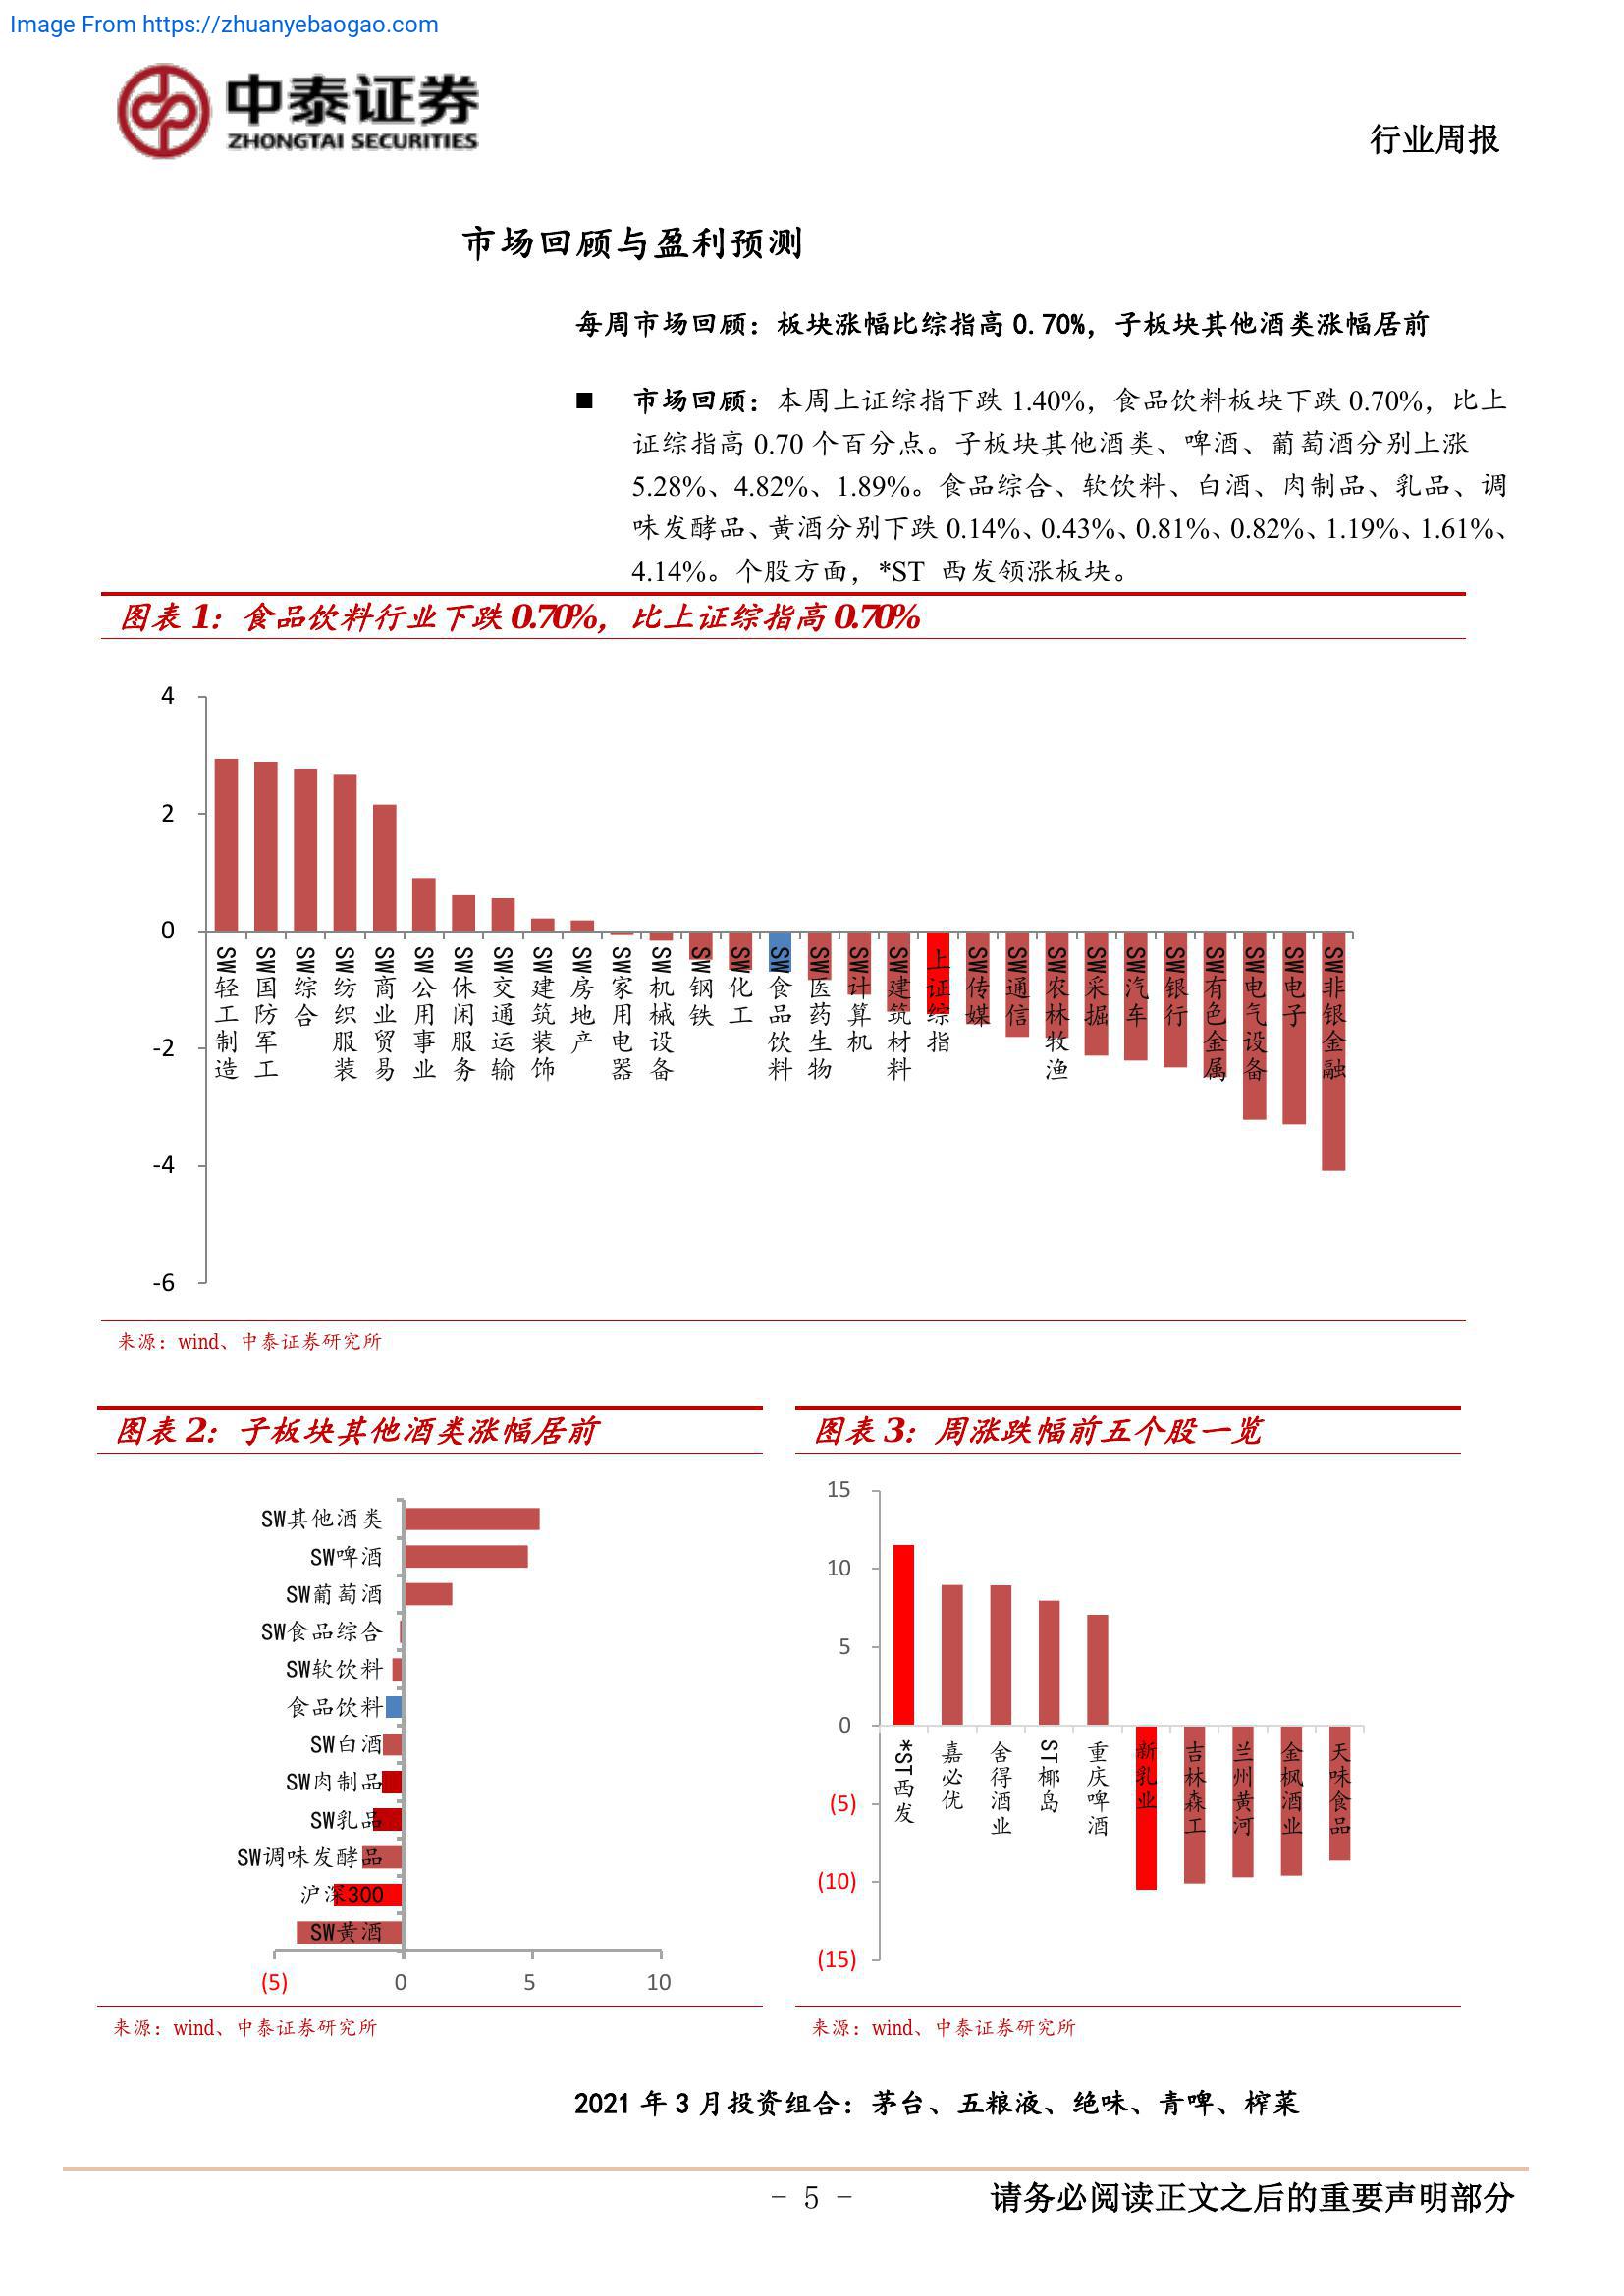 Image From https://zhuanyebaogao.com
中泰证券
ZHONGTAI SECURITIES
行业周报
市场回顾与盈利预测
每周市场回顾：板块涨幅比综指高 0.70%，子板块其他酒类涨幅居前
■ 市场回顾：本周上证综指下跌 1.40%，食品饮料板块下跌 0.70%，比上
证综指高 0.70 个百分点。子板块其他酒类、啤酒、葡萄酒分别上涨
5.28%、4.82%、1.89%。食品综合、软饮料、白酒、肉制品、乳品、调
味发酵品、黄酒分别下跌 0.14%、0.43%、0.81%、0.82%、1.19%、1.61%、
4.14%。个股方面，*ST 西发领涨板块。
图表 1：食品饮料行业下跌 0.70%，比上证综指高 0.70%
4
2
0
-2
-4
-6
SW轻工制造
SW国防军工
SW综合
SW纺织服装
SW商业贸易
SW公用事业
SW休闲服务
SW交通运输
SW建筑装饰
SW房地产
SW家用电器
SW机械设备
SW钢铁
SW化工
SW食品饮料
SW医药生物
SW计算机
SW建筑材料
上证综指
SW传媒
SW通信
SW农林牧渔
SW采掘
SW汽车
SW银行
SW有色金属
SW电气设备
SW电子
SW非银金融
来源：wind、中泰证券研究所
图表 2：子板块其他酒类涨幅居前
SW其他酒类
SW啤酒
SW葡萄酒
SW食品综合
SW软饮料
食品饮料
SW白酒
SW肉制品
SW乳品
SW调味发酵品
沪深300
SW黄酒
(5) 0 5 10
来源：wind、中泰证券研究所
图表 3：周涨跌幅前五个股一览
15
10
5
0
(5)
(10)
(15)
*ST西发
嘉必优
舍得酒业
ST椰岛
重庆啤酒
新乳业
吉林森工
兰州黄河
金枫酒业
天味食品
来源：wind、中泰证券研究所
2021 年 3 月投资组合：茅台、五粮液、绝味、青啤、榨菜
- 5 -
请务必阅读正文之后的重要声明部分